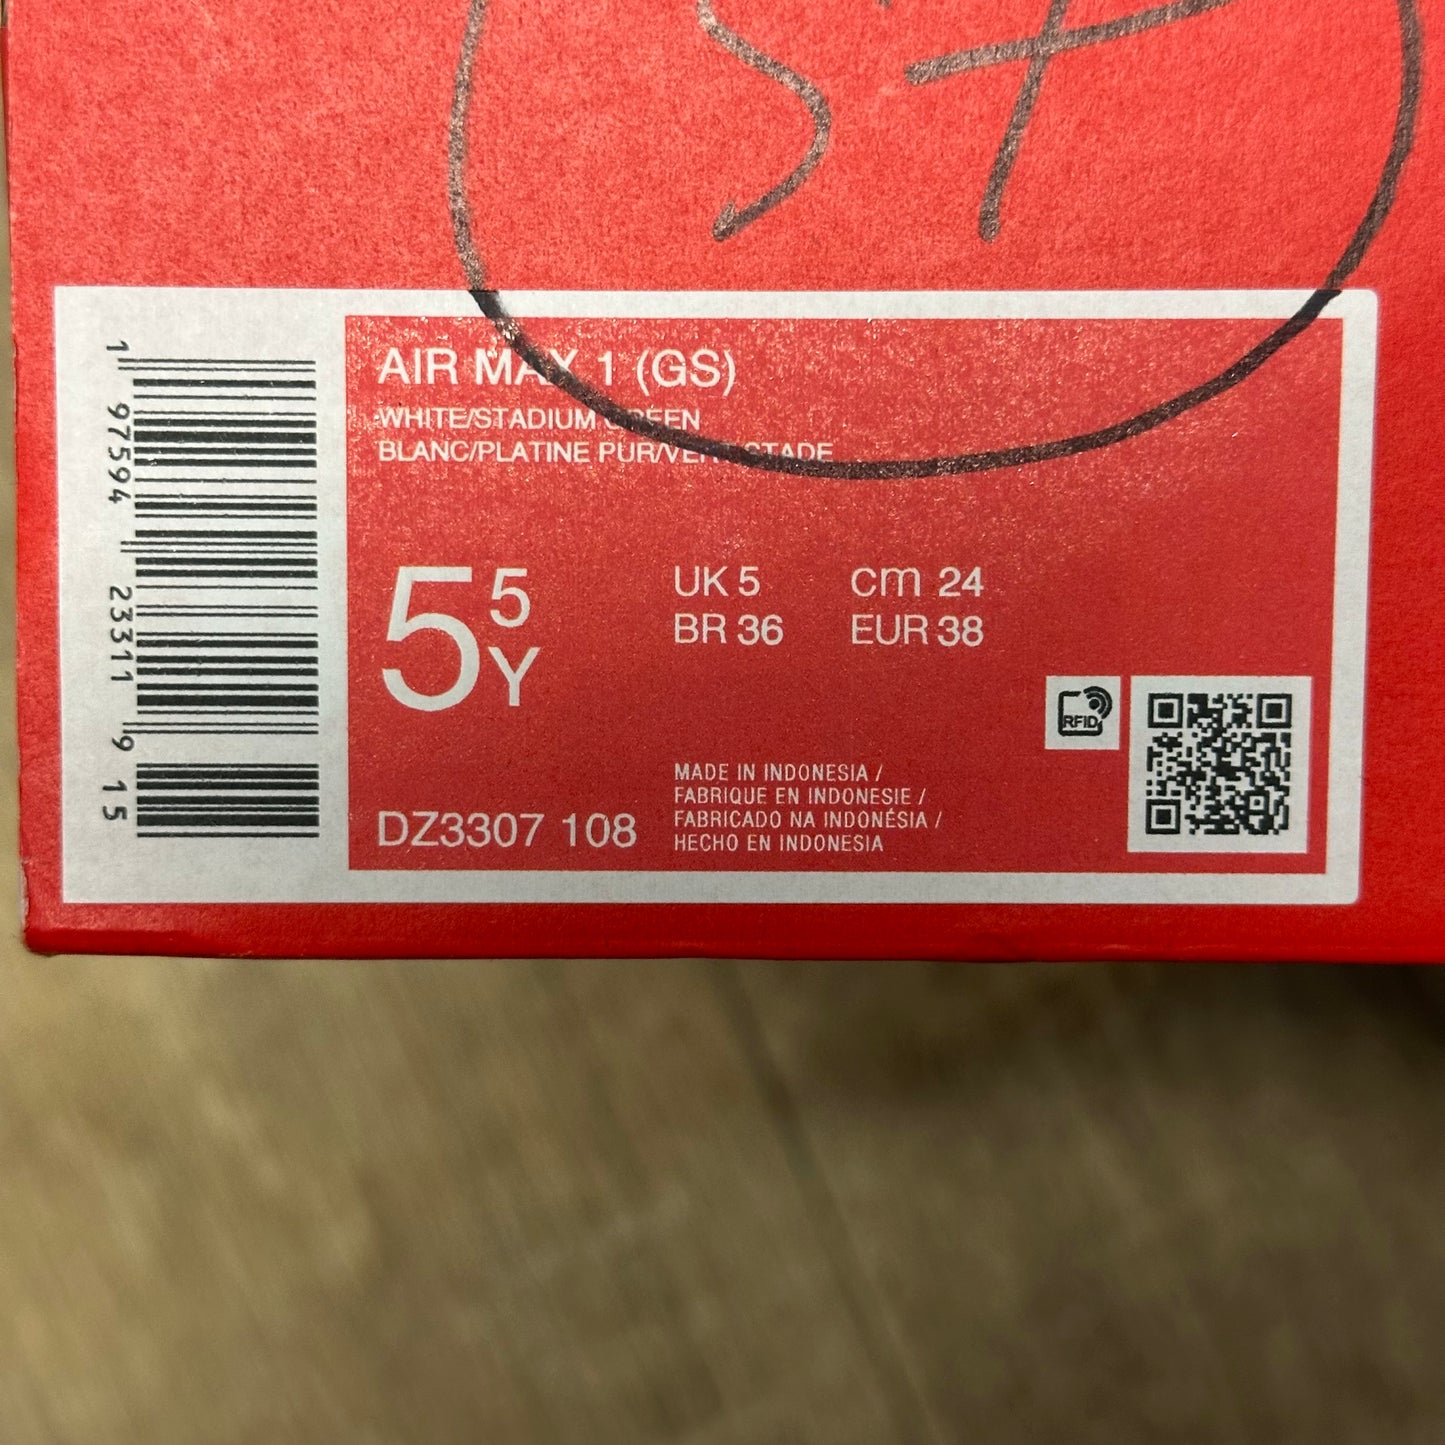 AIR MAX 1 (GS)
WHITE/STADIUM GREEN
BLANC/PLATINE PUR/VERT STADE
5 5 Y
UK 5 cm 24
BR 36 EUR 38
RFID
MADE IN INDONESIA /
FABRIQUE EN INDONESIE /
FABRICADO NA INDONÉSIA /
HECHO EN INDONESIA
DZ3307 108
1 97594 23311 9 15